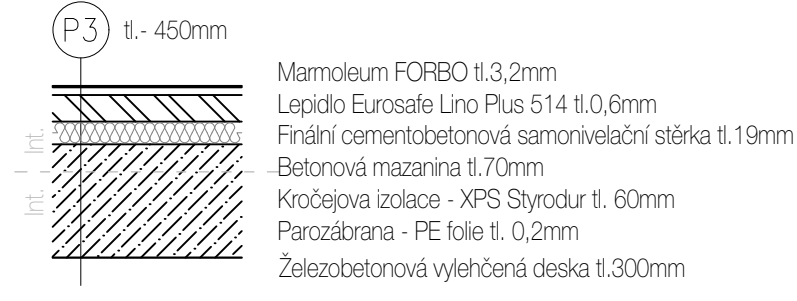 P3 tl.- 450mm
Marmoleum FORBO tl.3,2mm
Lepidlo Eurosafe Lino Plus 514 tl.0,6mm
Finální cementobetonová samonivelační stěrka tl.19mm
Betonová mazanina tl.70mm
Kročejova izolace - XPS Styrodur tl. 60mm
Parozábrana - PE folie tl. 0,2mm
Železobetonová vylehčená deska tl.300mm
Int.
Int.